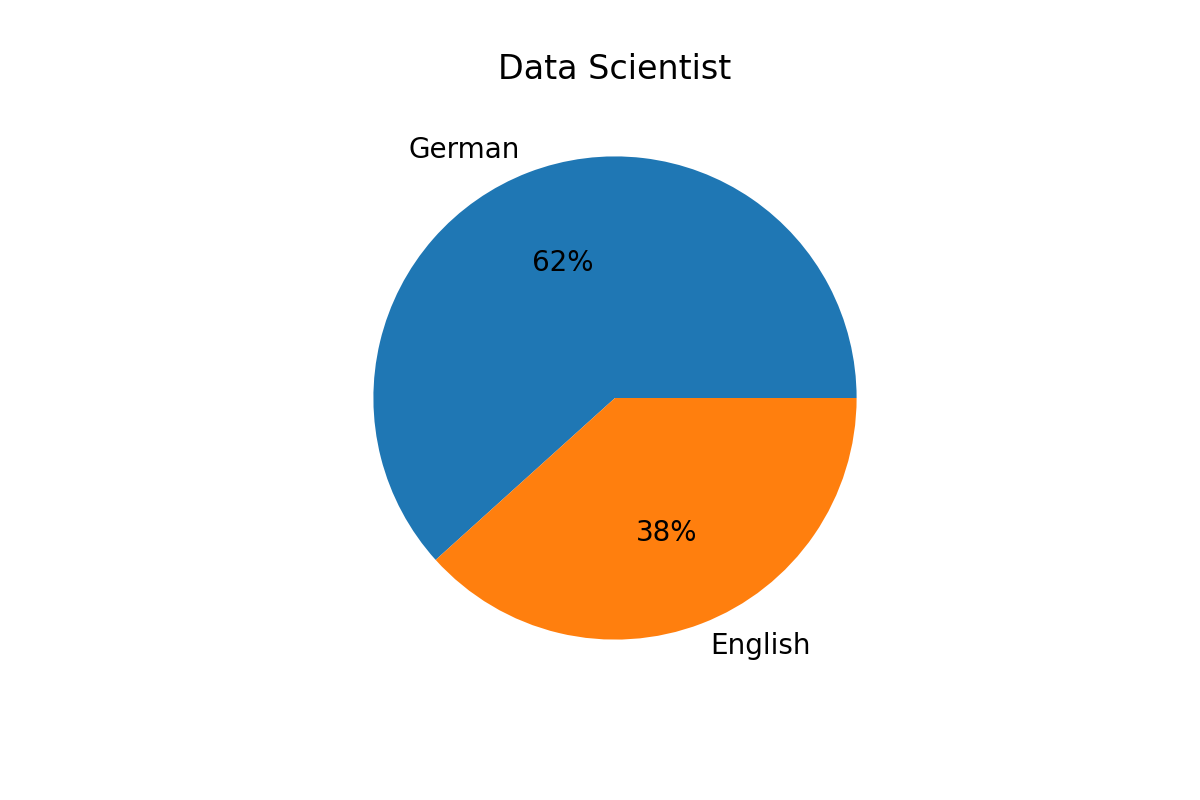 Data Scientist
German
62%
38%
English